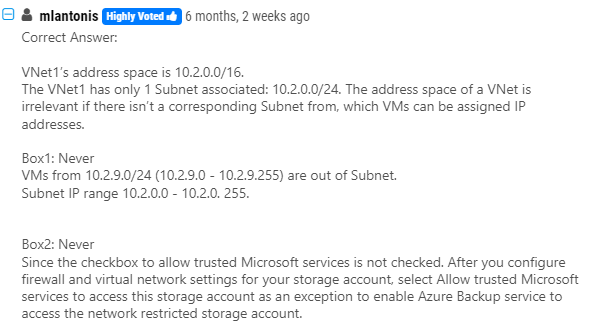 mlantonis Highly Voted 6 months, 2 weeks ago
Correct Answer:
VNet1's address space is 10.2.0.0/16.
The VNet1 has only 1 Subnet associated: 10.2.0.0/24. The address space of a VNet is
irrelevant if there isn't a corresponding Subnet from, which VMs can be assigned IP
addresses.
Box1: Never
VMs from 10.2.9.0/24 (10.2.9.0 - 10.2.9.255) are out of Subnet.
Subnet IP range 10.2.0.0 - 10.2.0. 255.
Box2: Never
Since the checkbox to allow trusted Microsoft services is not checked. After you configure
firewall and virtual network settings for your storage account, select Allow trusted Microsoft
services to access this storage account as an exception to enable Azure Backup service to
access the network restricted storage account.